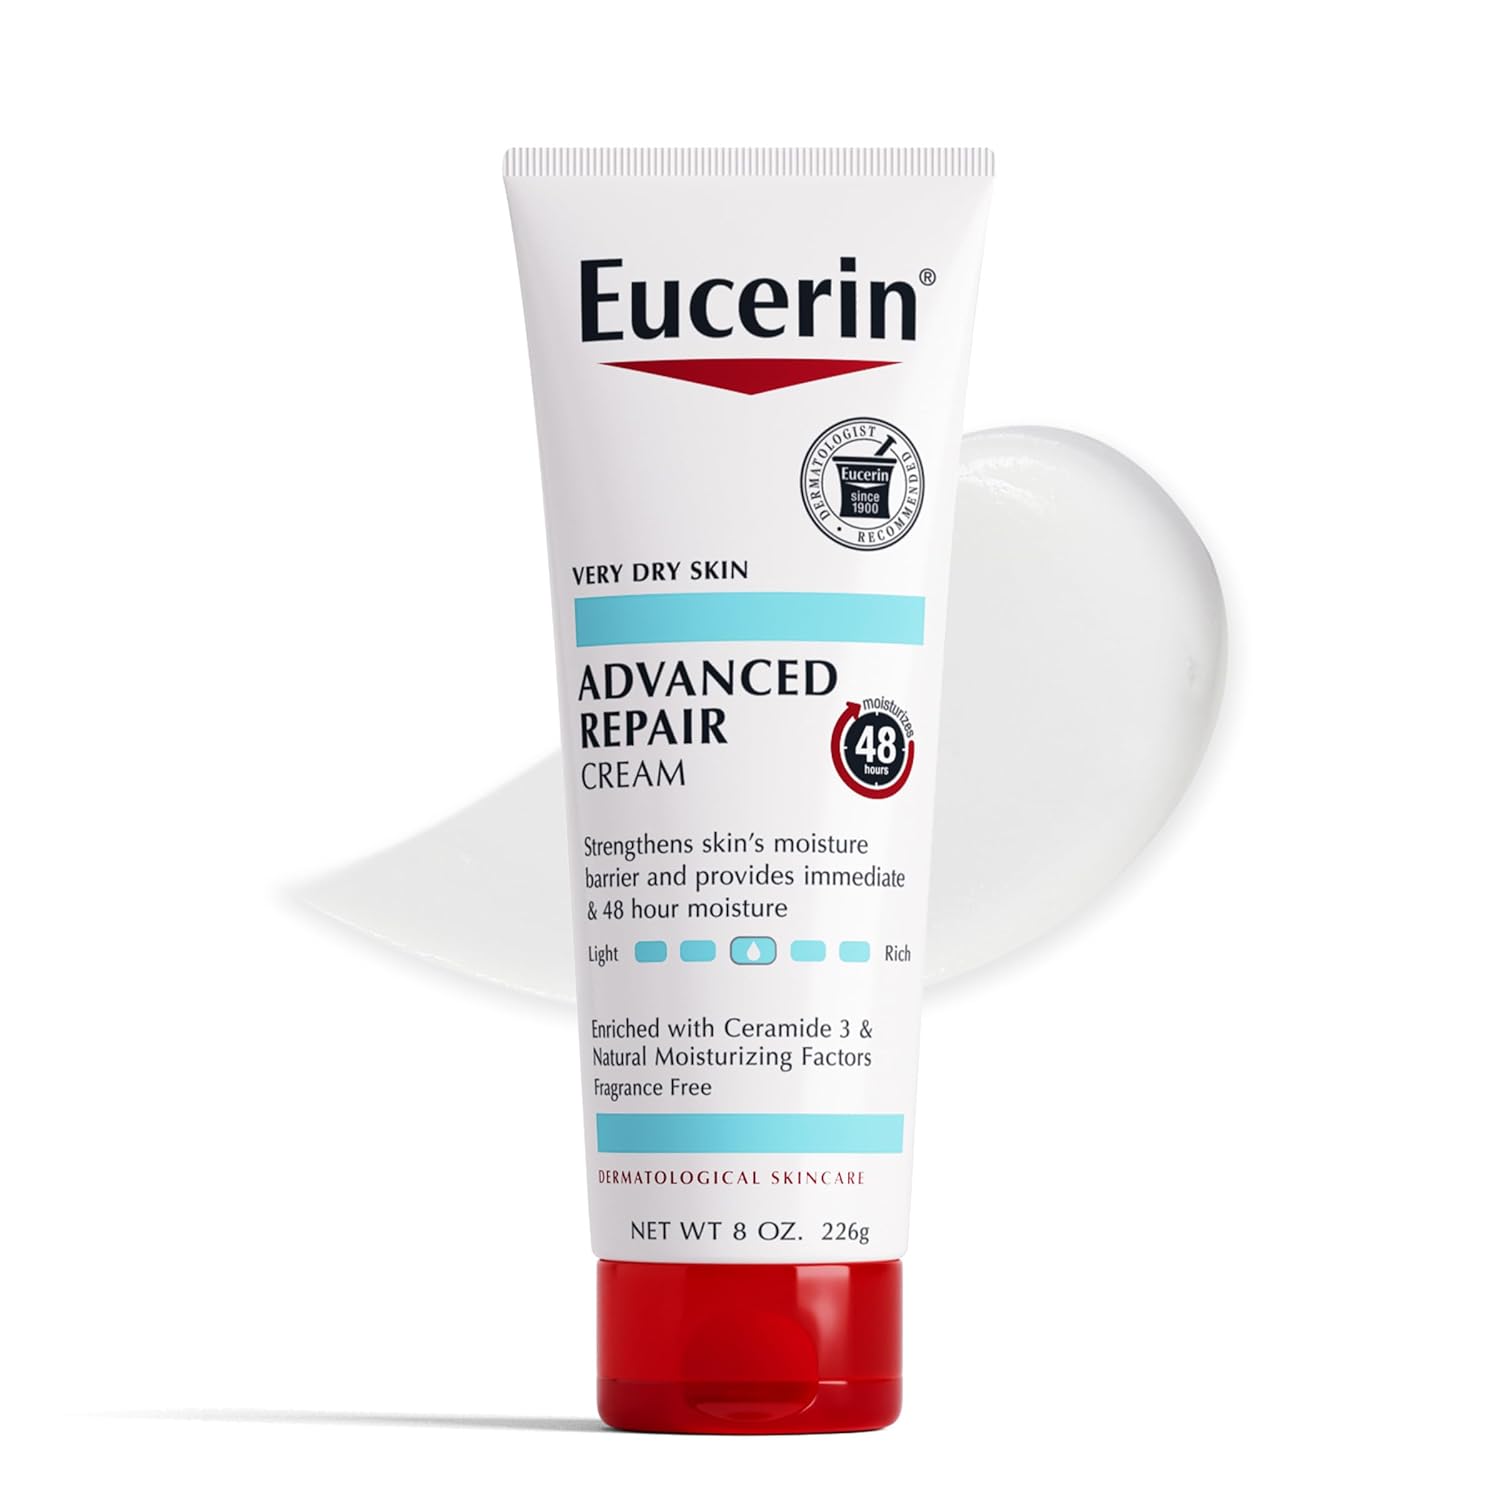 Eucerin®
DERMATOLOGIST RECOMMENDED
Eucerin
since
1900
VERY DRY SKIN
ADVANCED
REPAIR
CREAM
moisturizes
48
hours
Strengthens skin's moisture
barrier and provides immediate
& 48 hour moisture
Light Rich
Enriched with Ceramide 3 &
Natural Moisturizing Factors
Fragrance Free
DERMATOLOGICAL SKINCARE
NET WT 8 OZ. 226g